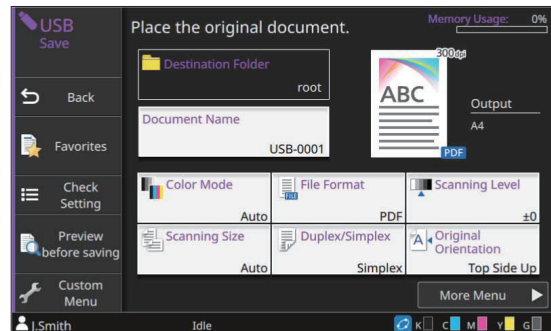 USB
Save
Place the original document.
Memory Usage: 0%
Destination Folder
root
Document Name
USB-0001
300dpi
ABC
PDF
Output
A4
Back
Favorites
Check
Setting
Preview
before saving
Custom
Menu
Color Mode
Auto
File Format
FILE
PDF
Scanning Level
±0
Scanning Size
Auto
Duplex/Simplex
Simplex
A
Original
Orientation
Top Side Up
More Menu
J.Smith
Idle
K C M Y G